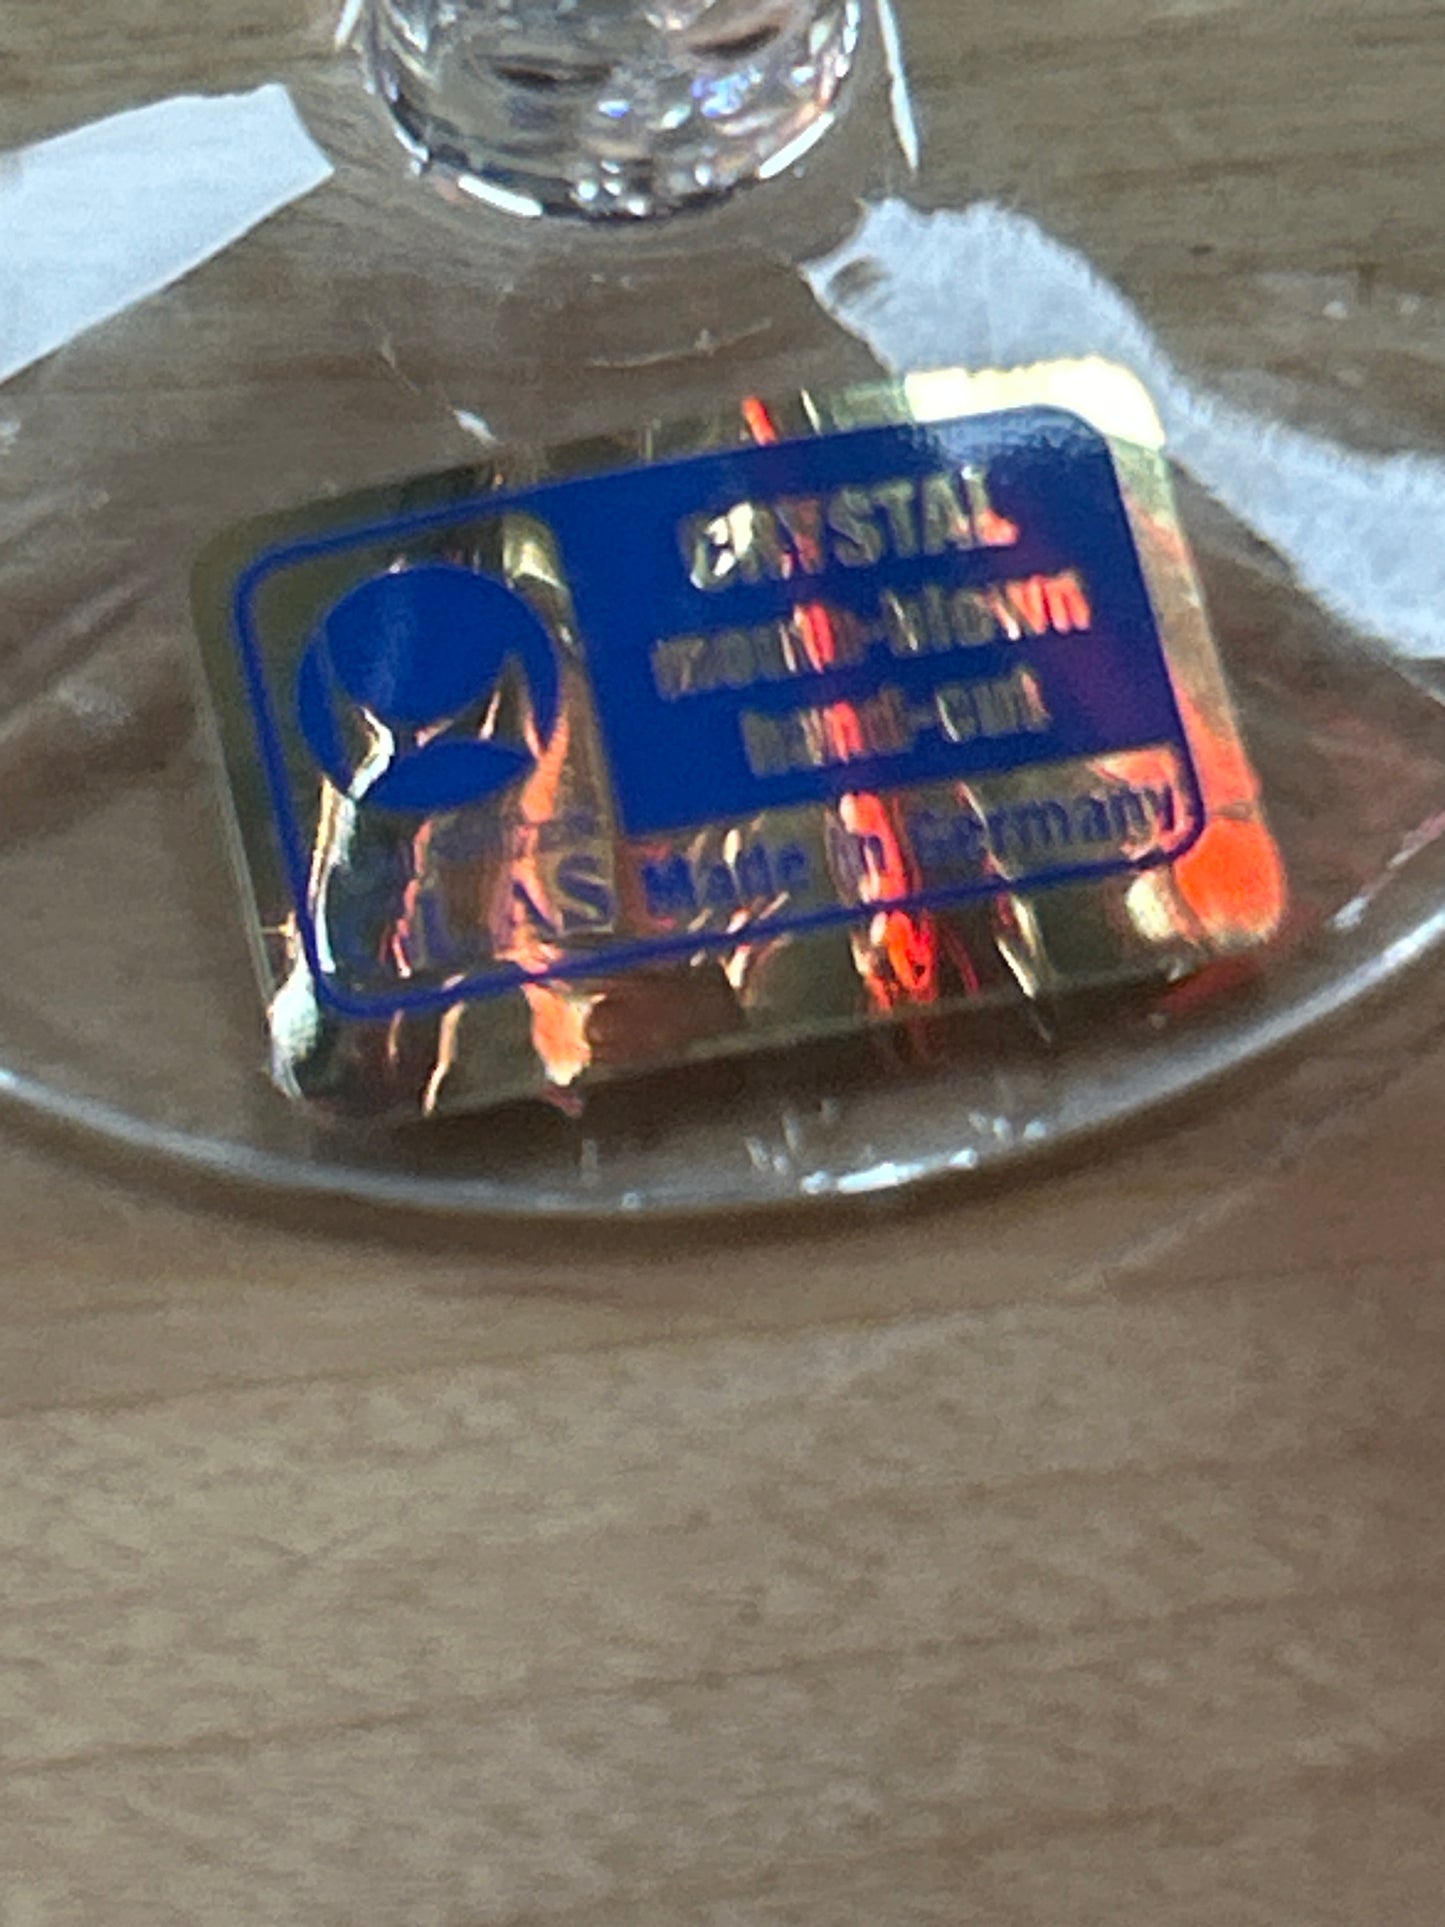 CRYSTAL
mouth-blown
hand-cut
Made in Germany